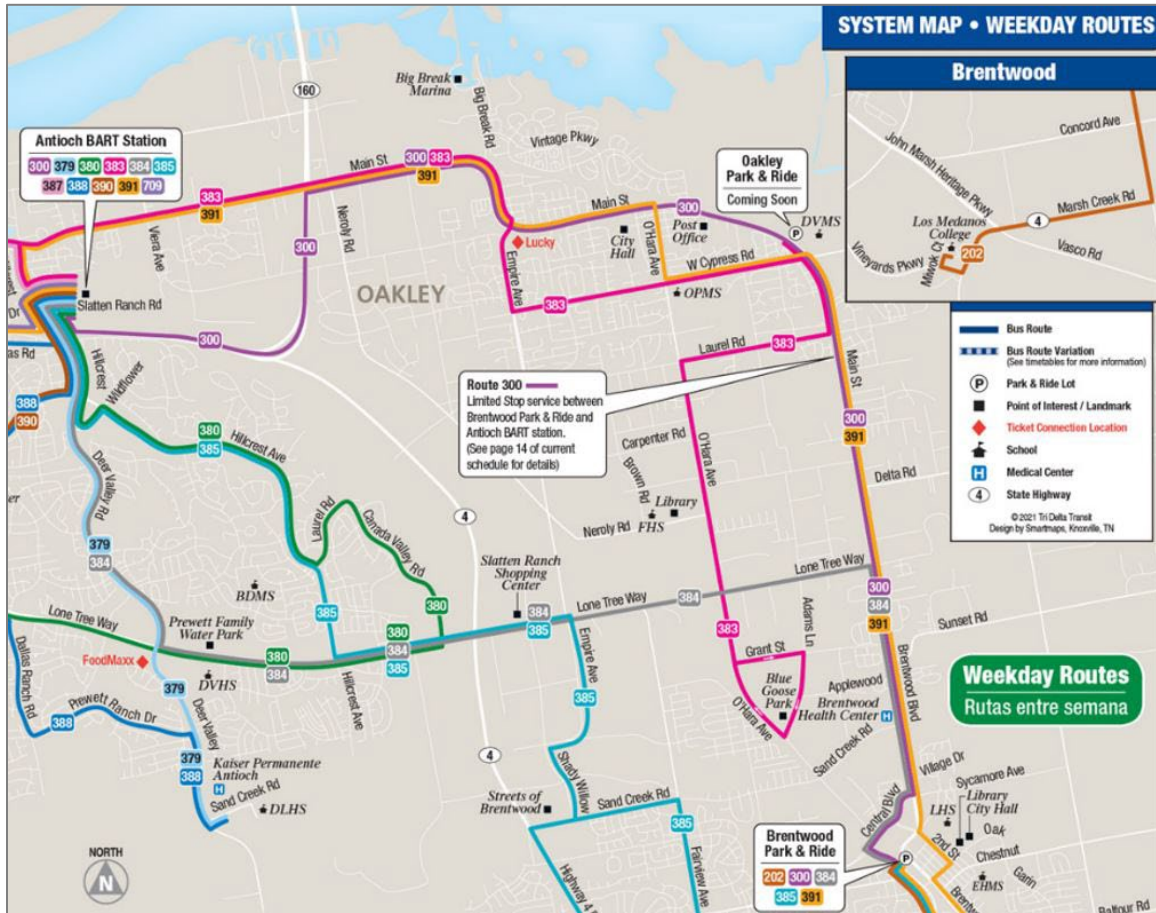 SYSTEM MAP • WEEKDAY ROUTES
Brentwood
Concord Ave
John Marsh Heritage Pkwy
Marsh Creek Rd
4
Los Medanos
College
202
Vasco Rd
Vineyards Pkwy
Miwok Ct
Bus Route
Bus Route Variation
(See timetables for more information)
P Park & Ride Lot
Point of Interest / Landmark
Ticket Connection Location
School
H Medical Center
4 State Highway
© 2021 Tri Delta Transit
Design by Smartmaps, Knoxville, TN
Weekday Routes
Rutas entre semana
Antioch BART Station
300 379 380 383 384 385
387 388 390 391 709
160
Big Break
Marina
Big Break Rd
Vintage Pkwy
Main St
300 383
391
383
391
Viera Ave
Neroly Rd
300
Oakley
Park & Ride
Coming Soon
P
DVMS
Main St
300
Post
Office
City
Hall
O'Hara Ave
Lucky
Empire Ave
W Cypress Rd
383
OPMS
OAKLEY
Slatten Ranch Rd
Dr
300
Hillcrest
Wildflower
388
390
Laurel Rd
383
Main St
Route 300
Limited Stop service between
Brentwood Park & Ride and
Antioch BART station.
(See page 14 of current
schedule for details)
300
391
380
385
Hillcrest Ave
Deer Valley Rd
Carpenter Rd
O'Hara Ave
Delta Rd
Brown Rd
Library
FHS
Neroly Rd
4
Laurel Rd
Canada Valley Rd
379
384
Slatten Ranch
Shopping
Center
BDMS
Lone Tree Way
300
384
391
384
385
Lone Tree Way
384
385
380
Lone Tree Way
Prewett Family
Water Park
380
384
385
380
384
FoodMaxx
DVHS
Hillcrest Ave
Empire Ave
383
Adams Ln
Sunset Rd
Grant St
Blue
Goose
Park
O'Hara Ave
Applewood
Brentwood
Health Center H
Brentwood Blvd
Sand Creek Rd
Dallas Ranch Rd
388
Prewett Ranch Dr
379
Deer Valley
379
388
385
Kaiser Permanente
Antioch
H
Sand Creek Rd
DLHS
Shady Willow
4
Streets of
Brentwood
Sand Creek Rd
385
Fairview Ave
Village Dr
Sycamore Ave
Central Blvd
Library
City Hall
LHS
Oak
2nd St
Chestnut
Garin
EHMS
Balfour Rd
P
Brentwood
Park & Ride
202 300 384
385 391
NORTH
N